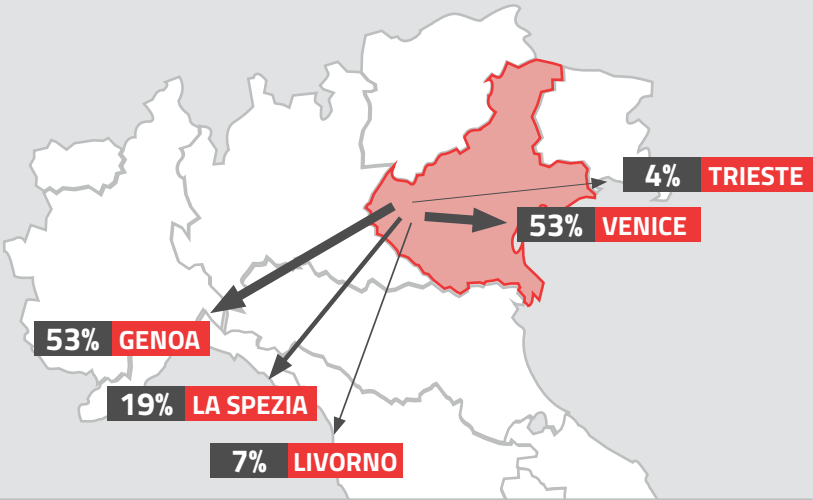 4% TRIESTE
53% VENICE
53% GENOA
19% LA SPEZIA
7% LIVORNO